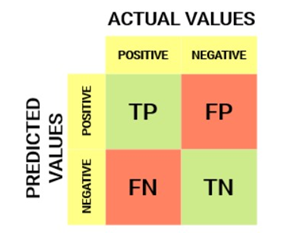 ACTUAL VALUES
POSITIVE NEGATIVE
PREDICTED
VALUES
POSITIVE
TP FP
NEGATIVE
FN TN